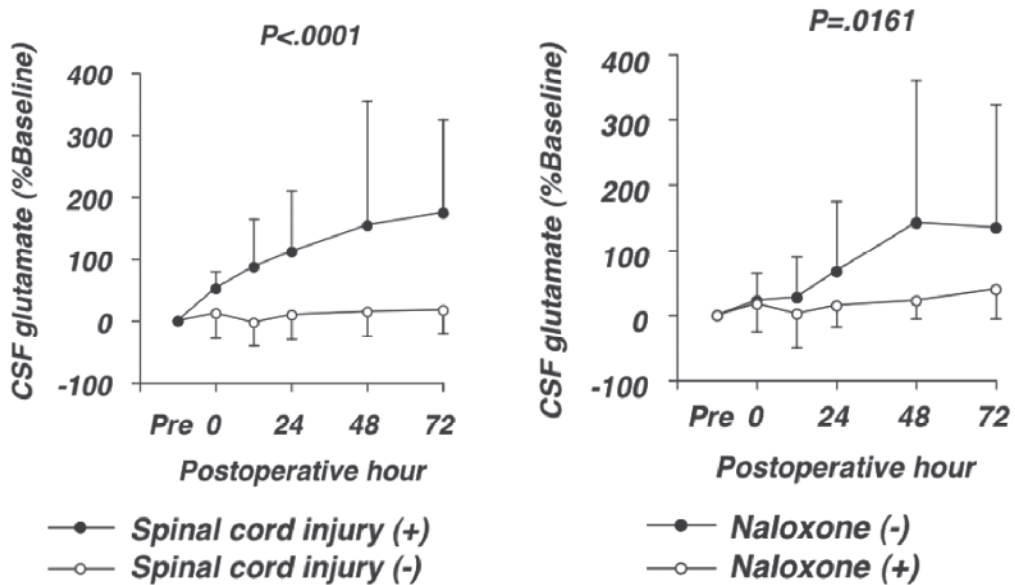 P<.0001
CSF glutamate (%Baseline)
400
300
200
100
0
-100
Pre 0 24 48 72
Postoperative hour
Spinal cord injury (+)
Spinal cord injury (-)
P=.0161
CSF glutamate (%Baseline)
400
300
200
100
0
-100
Pre 0 24 48 72
Postoperative hour
Naloxone (-)
Naloxone (+)